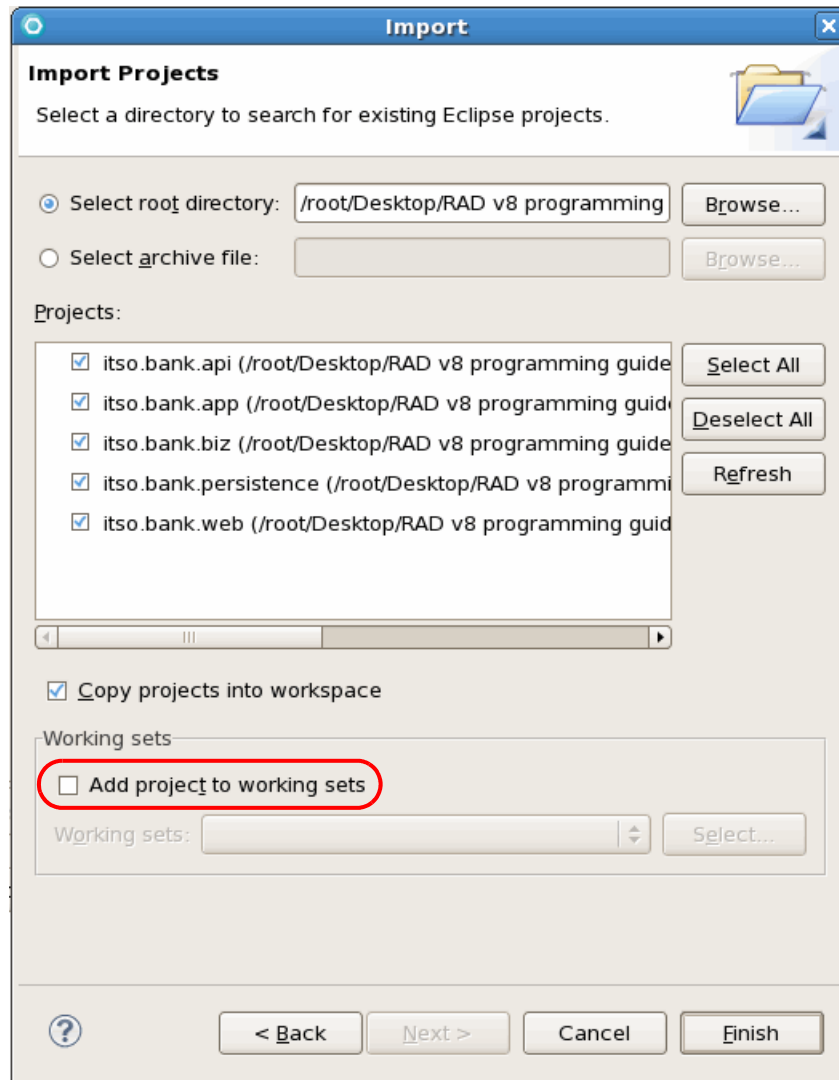 Import
Import Projects
Select a directory to search for existing Eclipse projects.
Select root directory: /root/Desktop/RAD v8 programming Browse...
Select archive file: Browse...
Projects:
itso.bank.api (/root/Desktop/RAD v8 programming guide
Select All
itso.bank.app (/root/Desktop/RAD v8 programming guid
Deselect All
itso.bank.biz (/root/Desktop/RAD v8 programming guide
itso.bank.persistence (/root/Desktop/RAD v8 programmi
Refresh
itso.bank.web (/root/Desktop/RAD v8 programming guid
Copy projects into workspace
Working sets
Add project to working sets
Working sets: Select...
? < Back Next > Cancel Finish